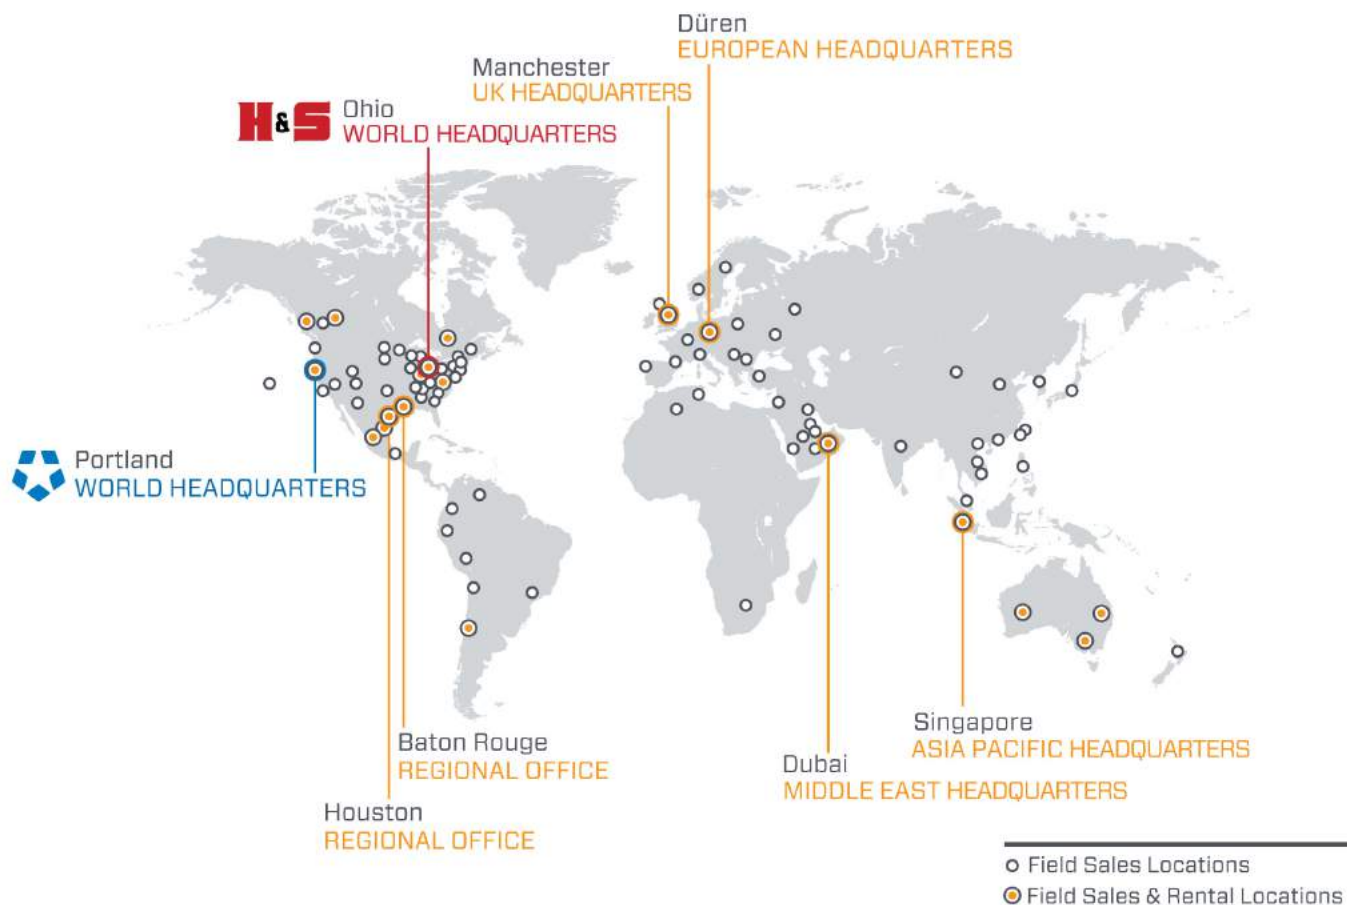 Düren
EUROPEAN HEADQUARTERS
Manchester
UK HEADQUARTERS
H&S
Ohio
WORLD HEADQUARTERS
Portland
WORLD HEADQUARTERS
Baton Rouge
REGIONAL OFFICE
Houston
REGIONAL OFFICE
Singapore
ASIA PACIFIC HEADQUARTERS
Dubai
MIDDLE EAST HEADQUARTERS
Field Sales Locations
Field Sales & Rental Locations